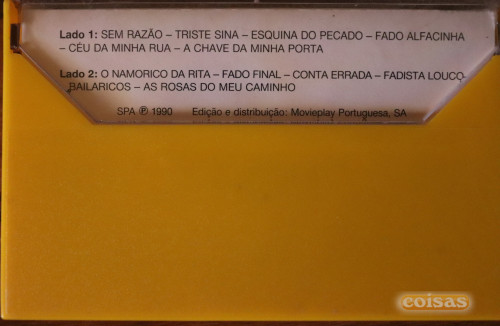 Lado 1: SEM RAZÃO – TRISTE SINA – ESQUINA DO PECADO – FADO ALFACINHA
– CÉU DA MINHA RUA – A CHAVE DA MINHA PORTA
Lado 2: O NAMORICO DA RITA – FADO FINAL – CONTA ERRADA – FADISTA LOUCO
BAILARICOS – AS ROSAS DO MEU CAMINHO
SPA ℗ 1990 Edição e distribuição: Movieplay Portuguesa, SA
coisas